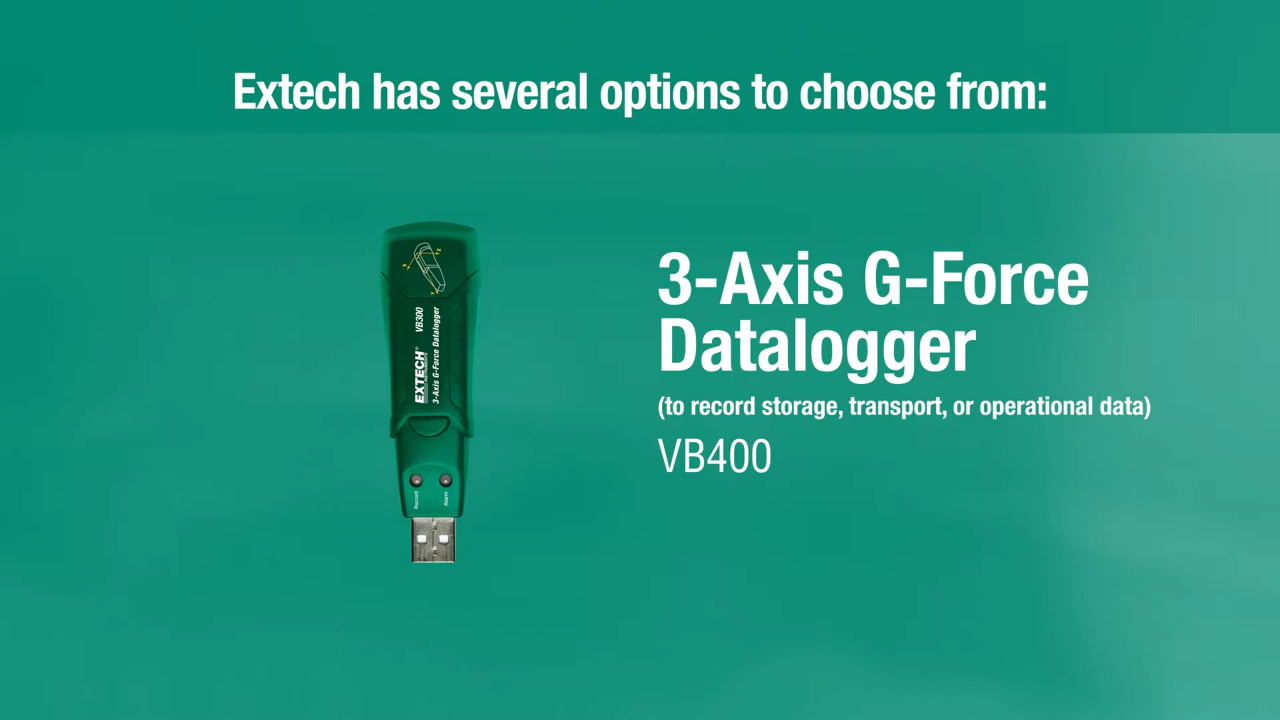 Extech has several options to choose from:
3-Axis G-Force
Datalogger
(to record storage, transport, or operational data)
VB400
EXTECH® VB300
INSTRUMENTS
3-Axis G-Force Datalogger
X
Z
Y
Record
Alarm